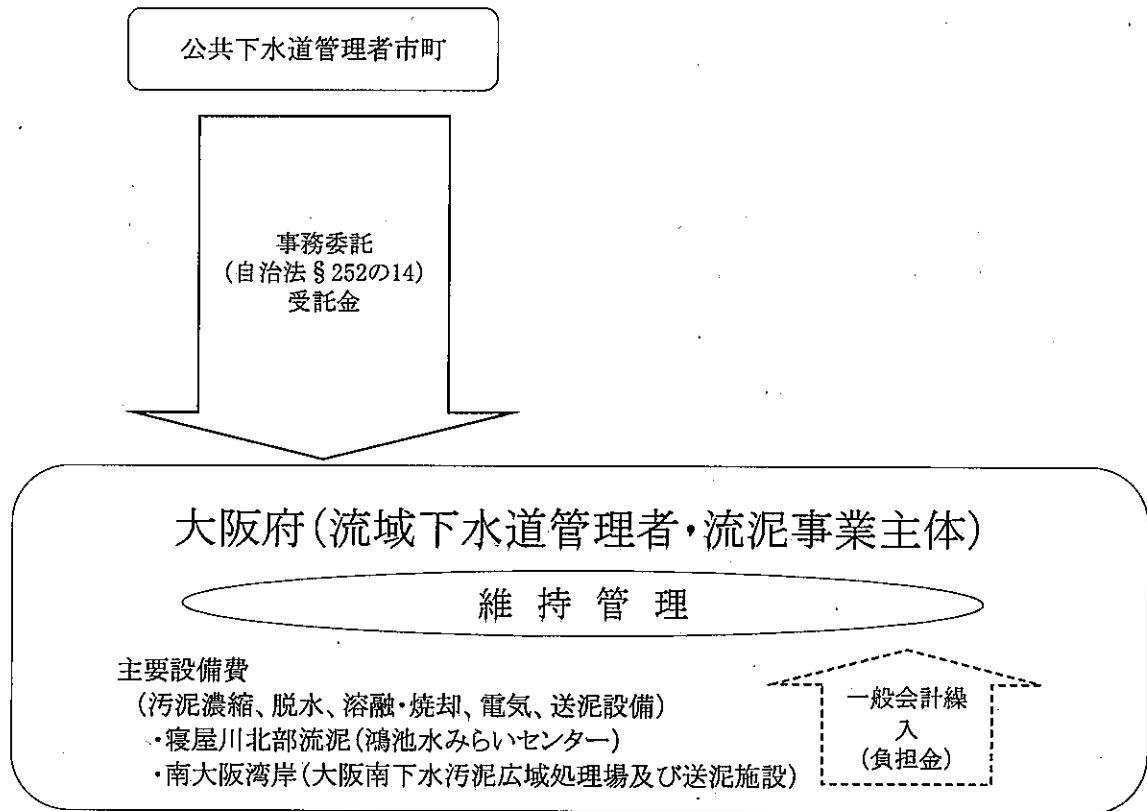 公共下水道管理者市町
事務委託
(自治法§252の14)
受託金
大阪府(流域下水道管理者・流泥事業主体)
維持管理
主要設備費
(汚泥濃縮、脱水、溶融・焼却、電気、送泥設備)
・寝屋川北部流泥(鴻池水みらいセンター)
・南大阪湾岸(大阪南下水汚泥広域処理場及び送泥施設)
一般会計繰
入
(負担金)